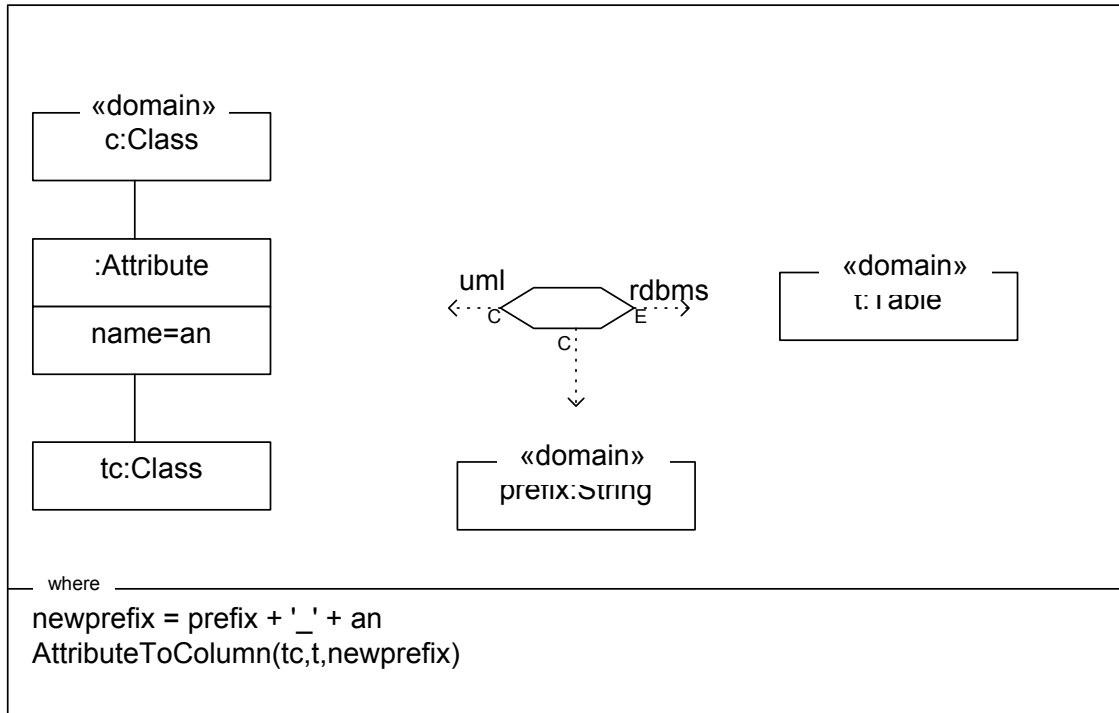 «domain»
c:Class
:Attribute
name=an
tc:Class
uml
rdbms
C
E
C
«domain»
t:Table
«domain»
prefix:String
where
newprefix = prefix + '_' + an
AttributeToColumn(tc,t,newprefix)